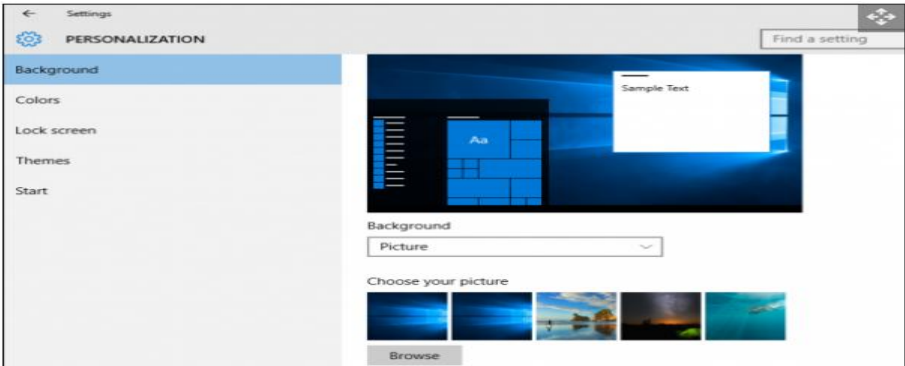 Settings
PERSONALIZATION
Find a setting
Background
Colors
Lock screen
Themes
Start
Sample Text
Aa
Background
Picture
Choose your picture
Browse